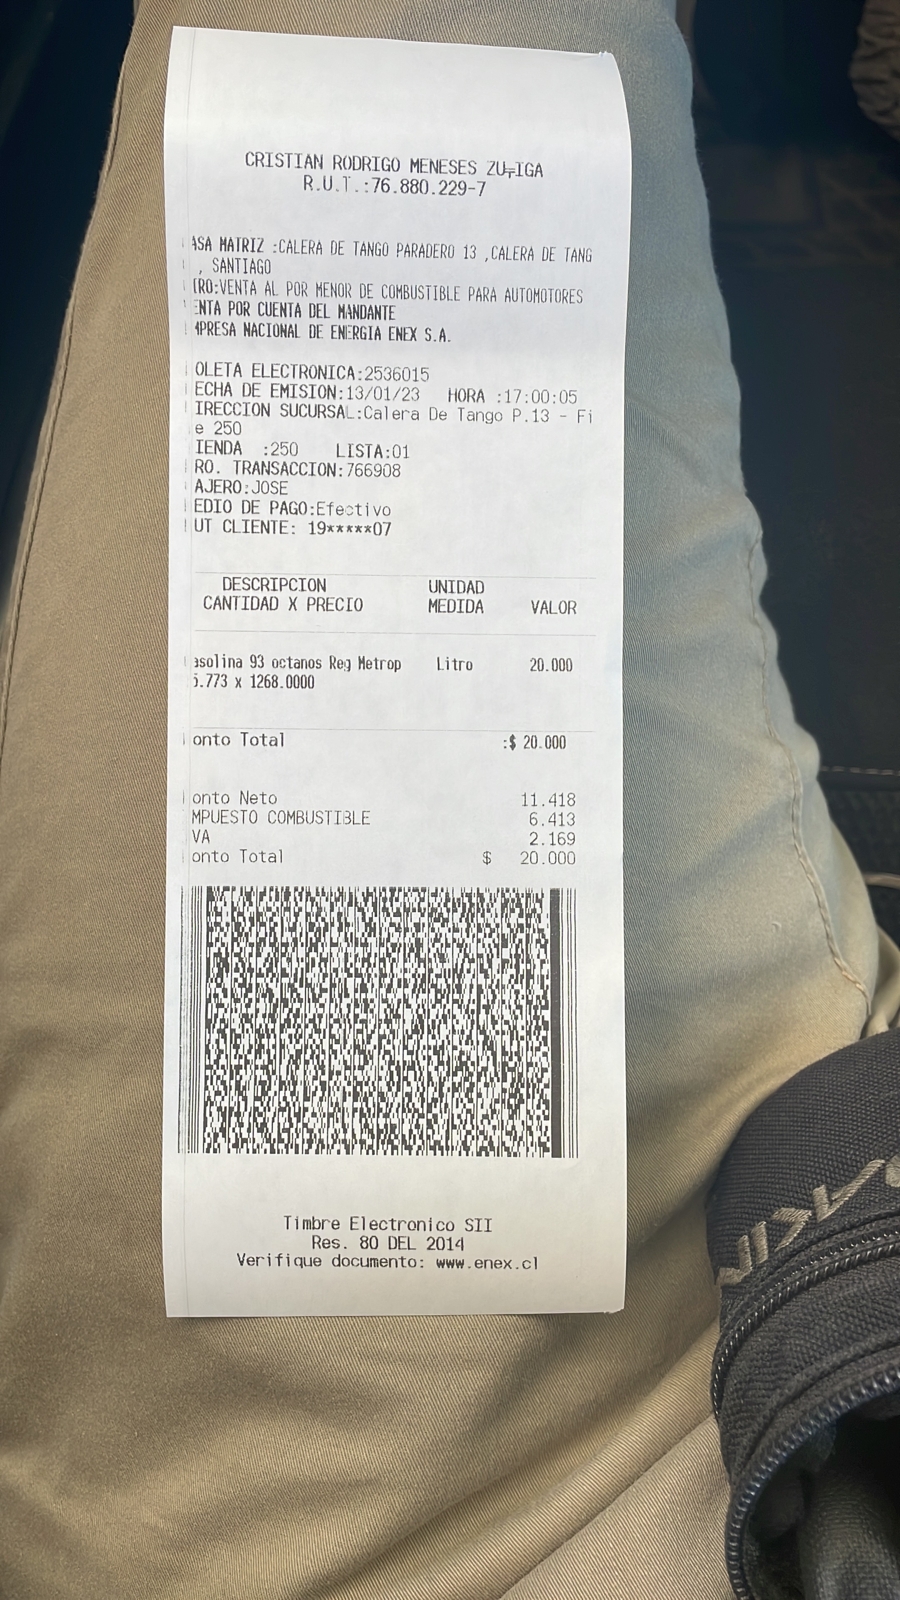 CRISTIAN RODRIGO MENESES ZU╤IGA
R.U.T.:76.880.229-7
ASA MATRIZ :CALERA DE TANGO PARADERO 13 ,CALERA DE TANG
, SANTIAGO
IRO:VENTA AL POR MENOR DE COMBUSTIBLE PARA AUTOMOTORES
ENTA POR CUENTA DEL MANDANTE
MPRESA NACIONAL DE ENERGIA ENEX S.A.
OLETA ELECTRONICA:2536015
ECHA DE EMISION:13/01/23 HORA :17:00:05
IRECCION SUCURSAL:Calera De Tango P.13 - Fi
e 250
IENDA :250 LISTA:01
RO. TRANSACCION:766908
AJERO:JOSE
EDIO DE PAGO:Efectivo
UT CLIENTE: 19*****07
DESCRIPCION UNIDAD
CANTIDAD X PRECIO MEDIDA VALOR
asolina 93 octanos Reg Metrop Litro 20.000
5.773 x 1268.0000
onto Total :$ 20.000
onto Neto 11.418
MPUESTO COMBUSTIBLE 6.413
VA 2.169
onto Total $ 20.000
Timbre Electronico SII
Res. 80 DEL 2014
Verifique documento: www.enex.cl